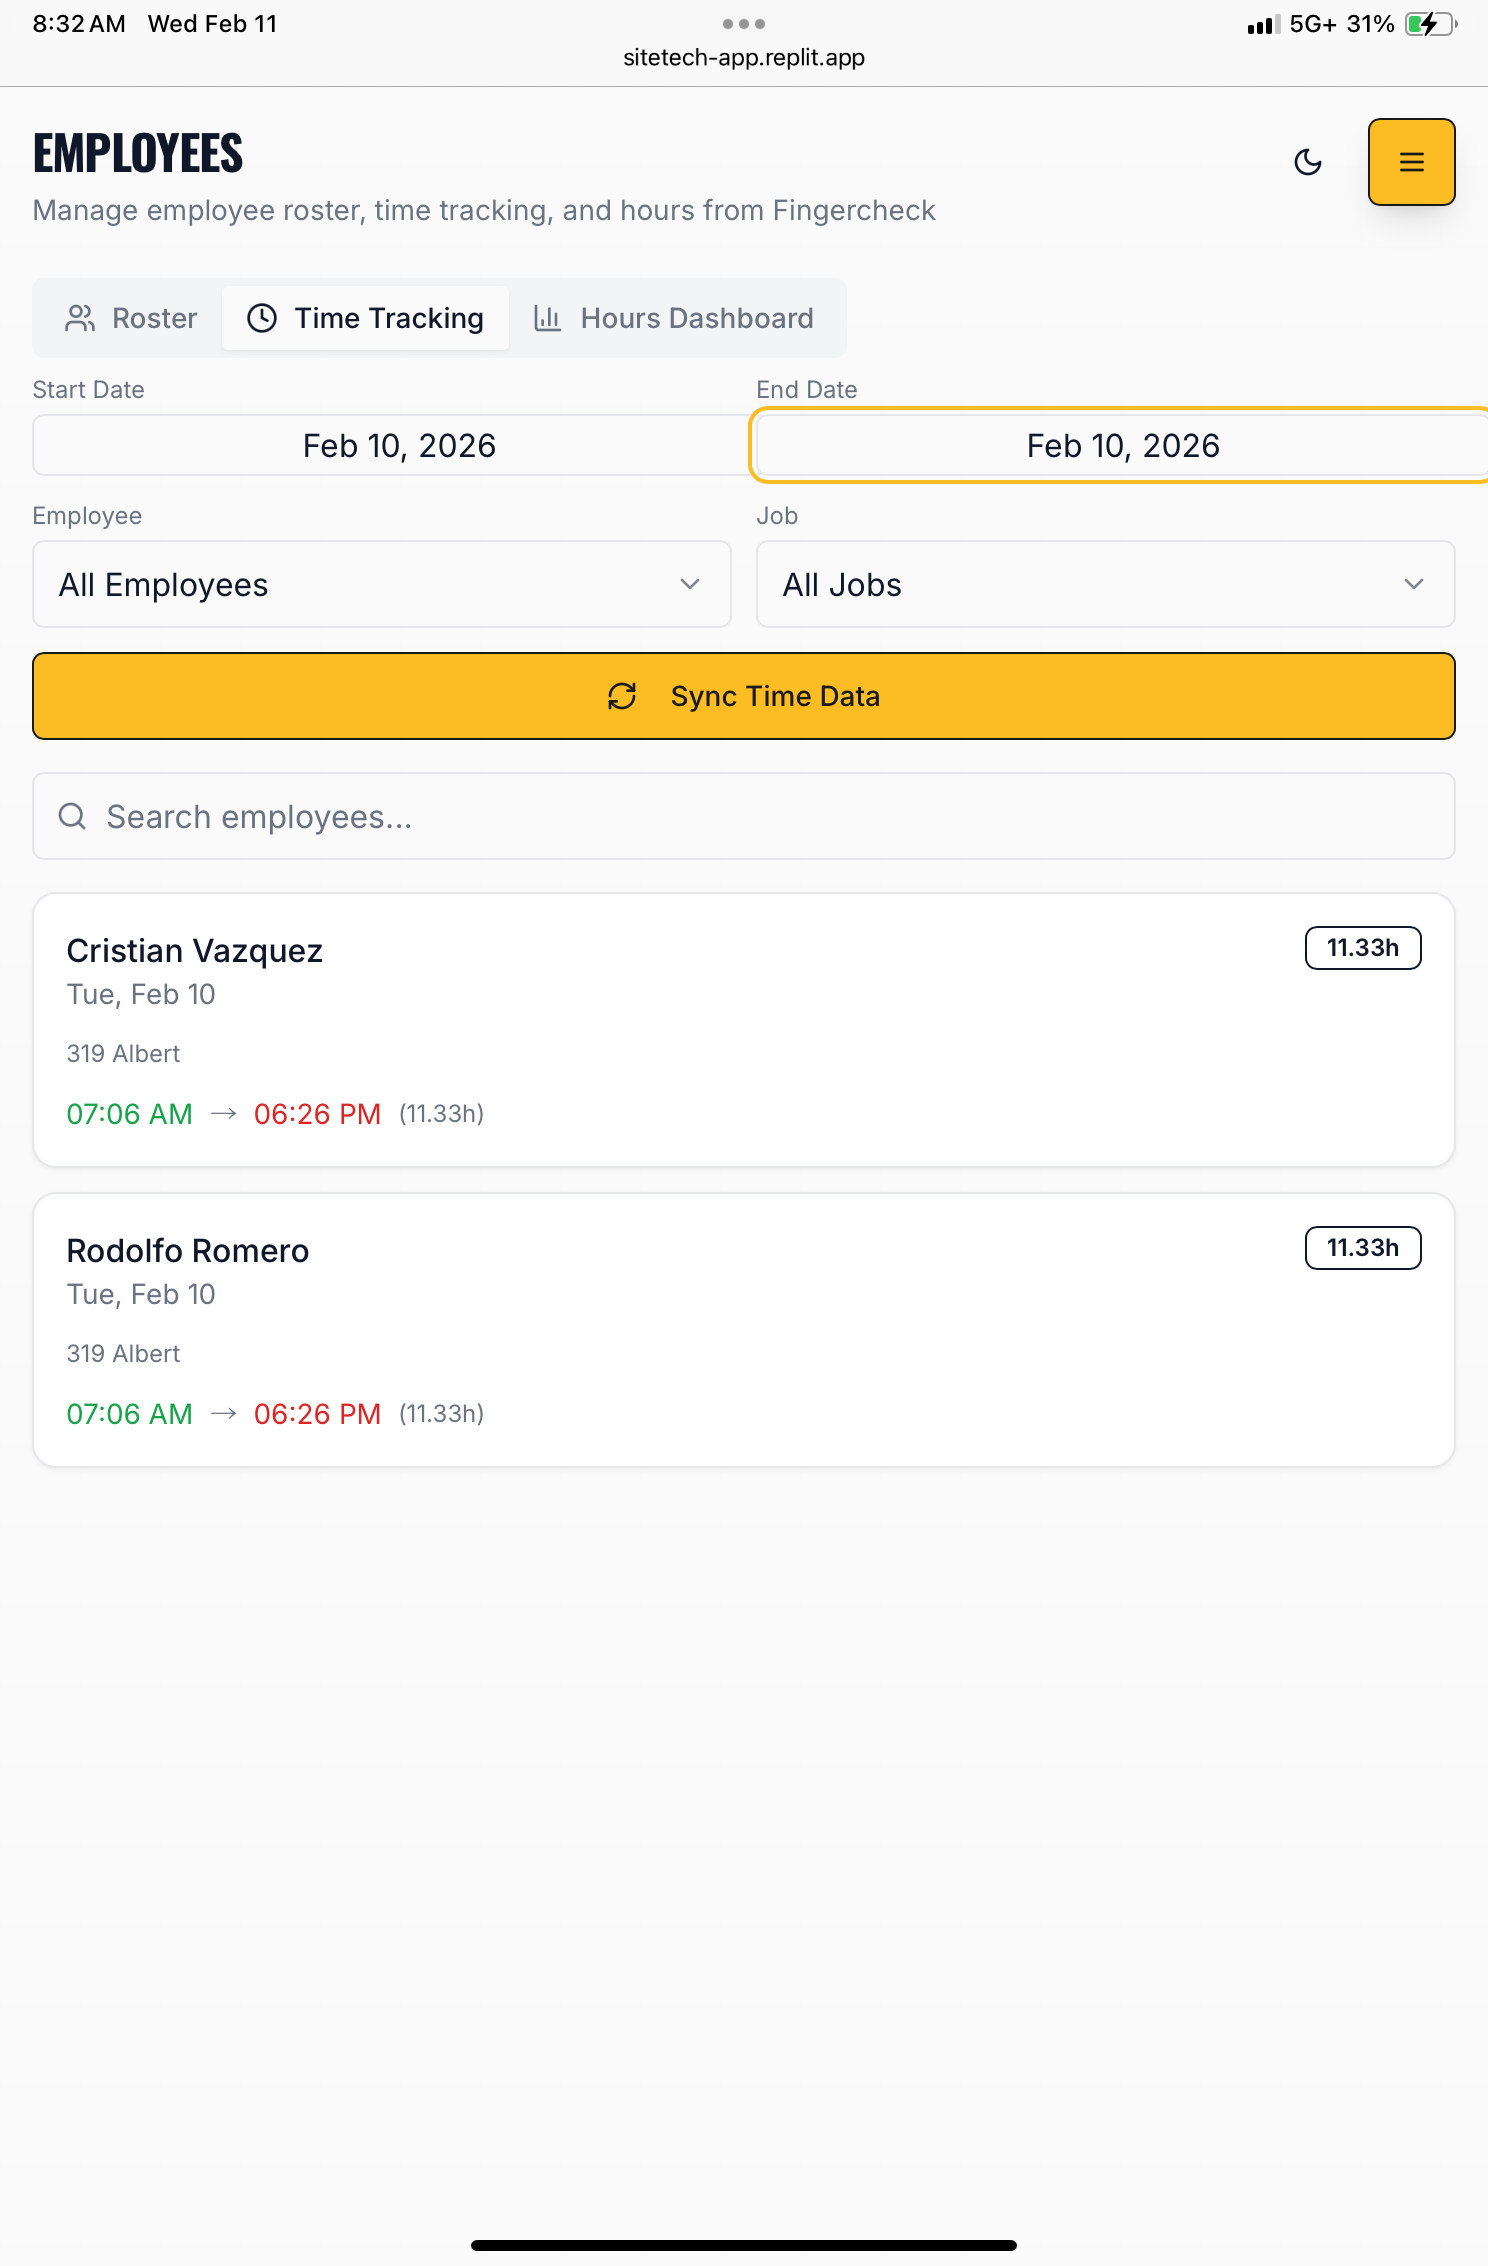 8:32 AM Wed Feb 11
5G+ 31%
sitetech-app.replit.app
EMPLOYEES
Manage employee roster, time tracking, and hours from Fingercheck
Roster Time Tracking Hours Dashboard
Start Date End Date
Feb 10, 2026 Feb 10, 2026
Employee Job
All Employees All Jobs
Sync Time Data
Search employees...
Cristian Vazquez 11.33h
Tue, Feb 10
319 Albert
07:06 AM → 06:26 PM (11.33h)
Rodolfo Romero 11.33h
Tue, Feb 10
319 Albert
07:06 AM → 06:26 PM (11.33h)